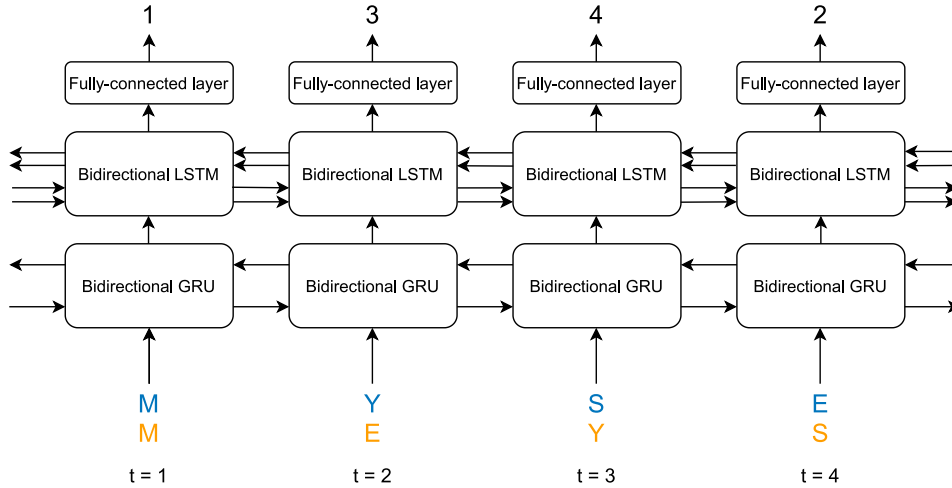 1 3 4 2
Fully-connected layer Fully-connected layer Fully-connected layer Fully-connected layer
Bidirectional LSTM Bidirectional LSTM Bidirectional LSTM Bidirectional LSTM
Bidirectional GRU Bidirectional GRU Bidirectional GRU Bidirectional GRU
M Y S E
M E Y S
t = 1 t = 2 t = 3 t = 4